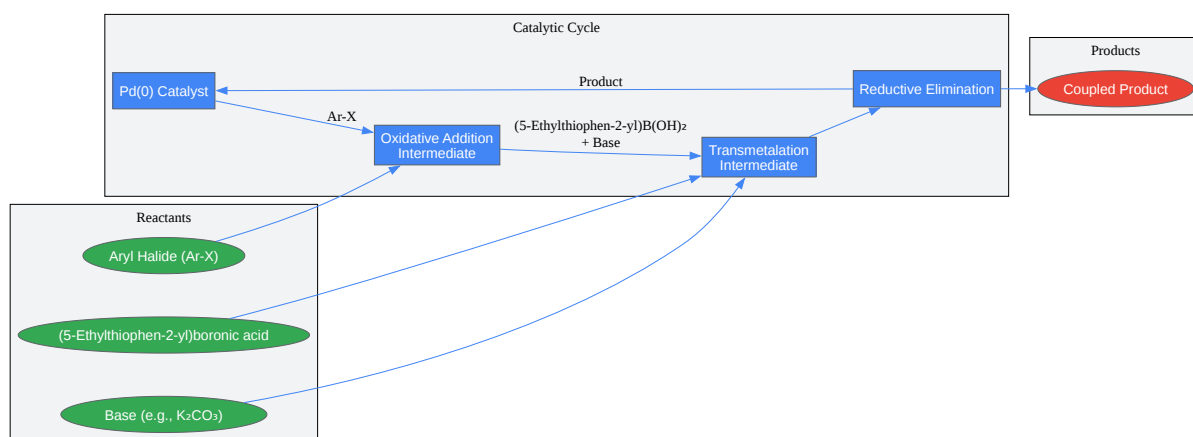 Catalytic Cycle
Products
Pd(0) Catalyst
Product
Reductive Elimination
Coupled Product
Ar-X
Oxidative Addition
Intermediate
(5-Ethylthiophen-2-yl)B(OH)₂
+ Base
Transmetalation
Intermediate
Reactants
Aryl Halide (Ar-X)
(5-Ethylthiophen-2-yl)boronic acid
Base (e.g., K₂CO₃)